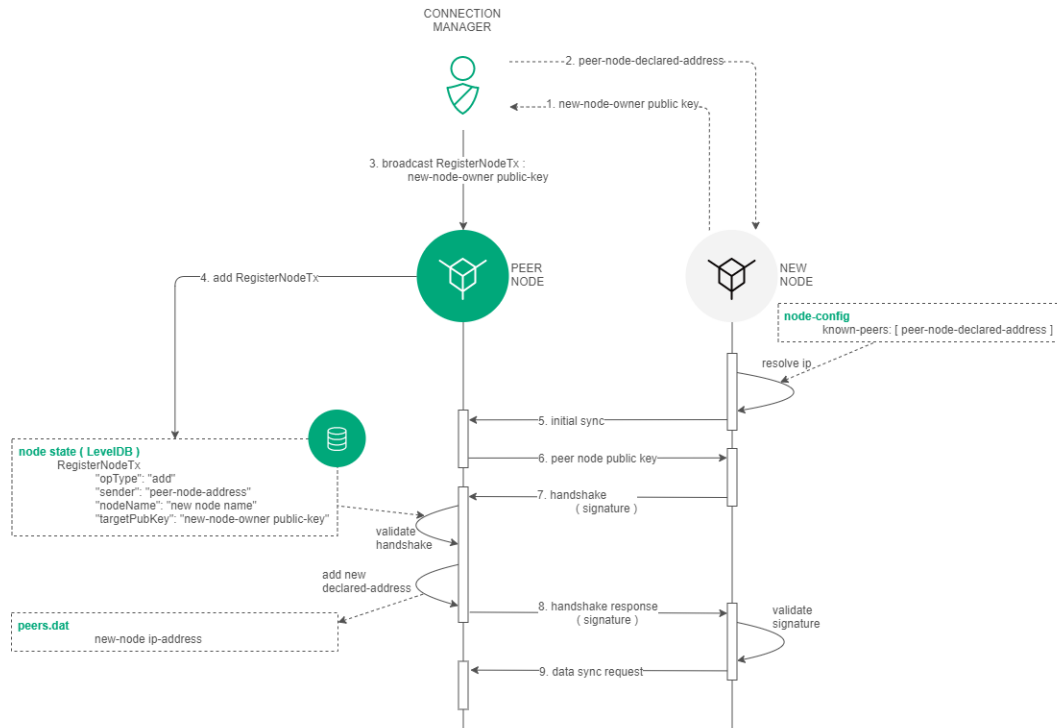 CONNECTION
MANAGER
2. peer-node-declared-address
1. new-node-owner public key
3. broadcast RegisterNodeTx :
new-node-owner public-key
PEER
NODE
NEW
NODE
4. add RegisterNodeTx
node-config
known-peers: [ peer-node-declared-address ]
resolve ip
5. initial sync
node state ( LevelDB )
RegisterNodeTx
"opType": "add"
"sender": "peer-node-address"
"nodeName": "new node name"
"targetPubKey": "new-node-owner public-key"
6. peer node public key
7. handshake
( signature )
validate
handshake
add new
declared-address
peers.dat
new-node ip-address
8. handshake response
( signature )
validate
signature
9. data sync request